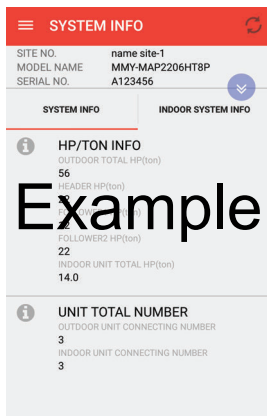 SYSTEM INFO
SITE NO. name site-1
MODEL NAME MMY-MAP2206HT8P
SERIAL NO. A123456
SYSTEM INFO INDOOR SYSTEM INFO
HP/TON INFO
OUTDOOR TOTAL HP(ton)
56
HEADER HP(ton)
Example
FOLLOWER2 HP(ton)
22
INDOOR UNIT TOTAL HP(ton)
14.0
UNIT TOTAL NUMBER
OUTDOOR UNIT CONNECTING NUMBER
3
INDOOR UNIT CONNECTING NUMBER
3